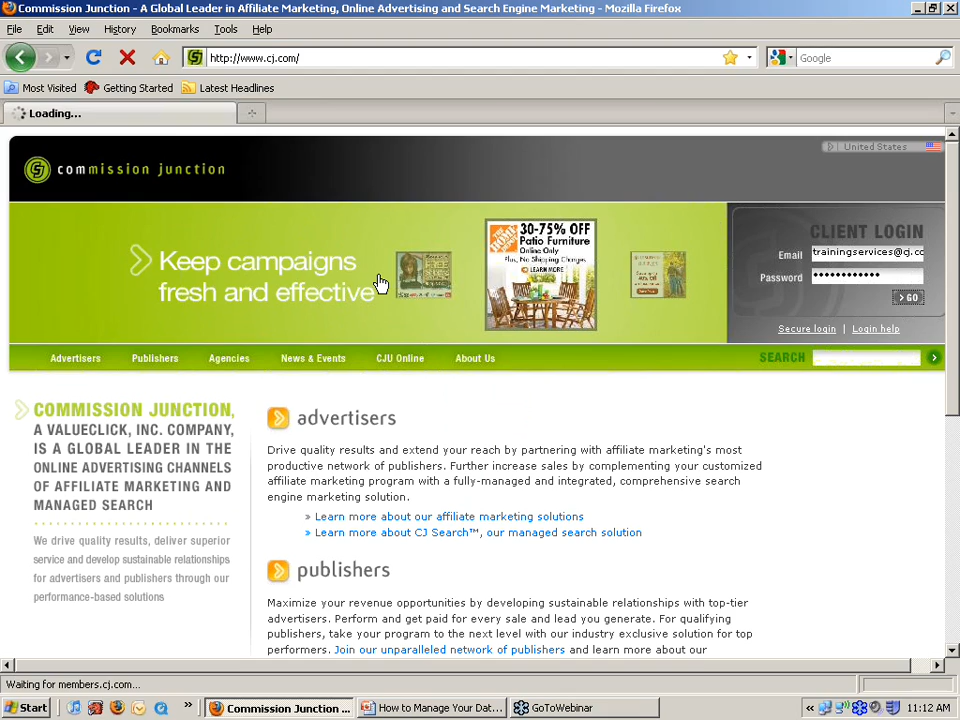 Commission Junction - A Global Leader in Affiliate Marketing, Online Advertising and Search Engine Marketing - Mozilla Firefox
File Edit View History Bookmarks Tools Help
http://www.cj.com/
Google
Most Visited Getting Started Latest Headlines
Loading...
United States
commission junction
Keep campaigns
fresh and effective
30-75% OFF
Patio Furniture
Online Only
Plus, No Shipping Charges
LEARN MORE
CLIENT LOGIN
Email trainingservices@cj.cc
Password ••••••••••••
GO
Secure login | Login help
Advertisers Publishers Agencies News & Events CJU Online About Us SEARCH
COMMISSION JUNCTION,
A VALUECLICK, INC. COMPANY,
IS A GLOBAL LEADER IN THE
ONLINE ADVERTISING CHANNELS
OF AFFILIATE MARKETING AND
MANAGED SEARCH
We drive quality results, deliver superior
service and develop sustainable relationships
for advertisers and publishers through our
performance-based solutions
advertisers
Drive quality results and extend your reach by partnering with affiliate marketing's most
productive network of publishers. Further increase sales by complementing your customized
affiliate marketing program with a fully-managed and integrated, comprehensive search
engine marketing solution.
» Learn more about our affiliate marketing solutions
» Learn more about CJ Search™, our managed search solution
publishers
Maximize your revenue opportunities by developing sustainable relationships with top-tier
advertisers. Perform and get paid for every sale and lead you generate. For qualifying
publishers, take your program to the next level with our industry exclusive solution for top
performers. Join our unparalleled network of publishers and learn more about our
Waiting for members.cj.com...
Start » Commission Junction ... How to Manage Your Dat... GoToWebinar « 11:12 AM